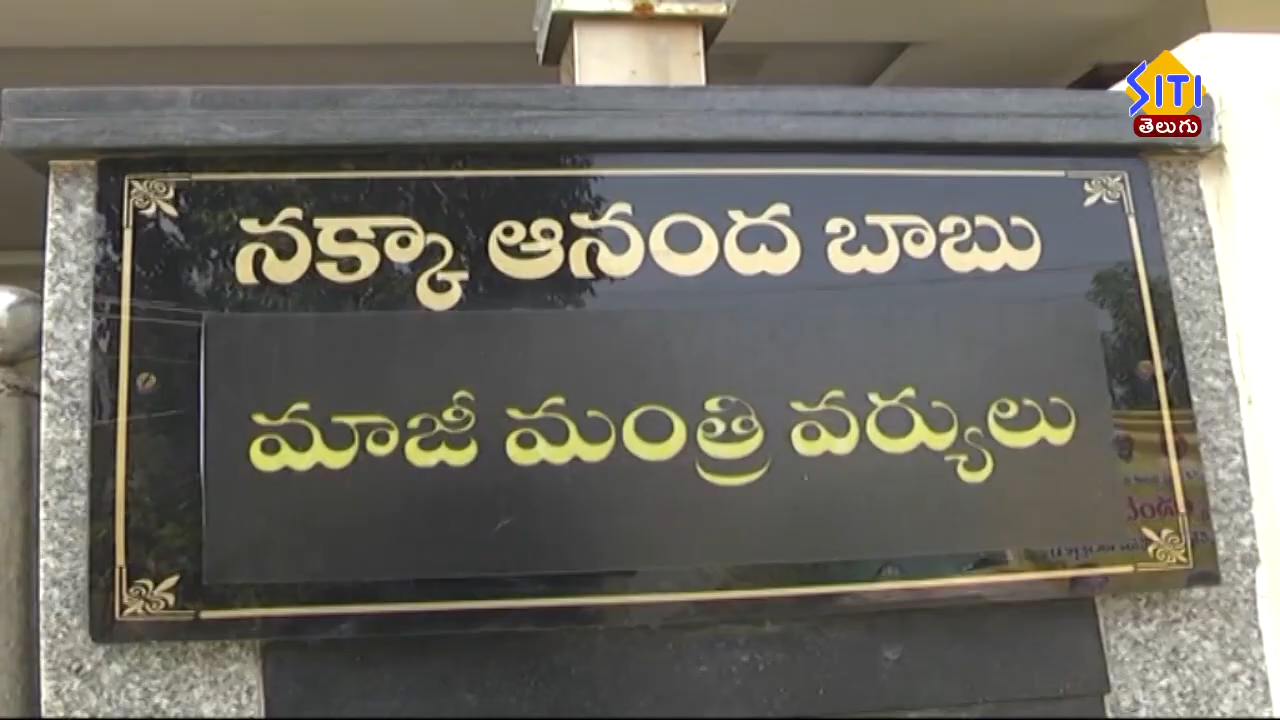 SITI
తెలుగు
నక్కా ఆనంద బాబు
మాజీ మంత్రి వర్యులు